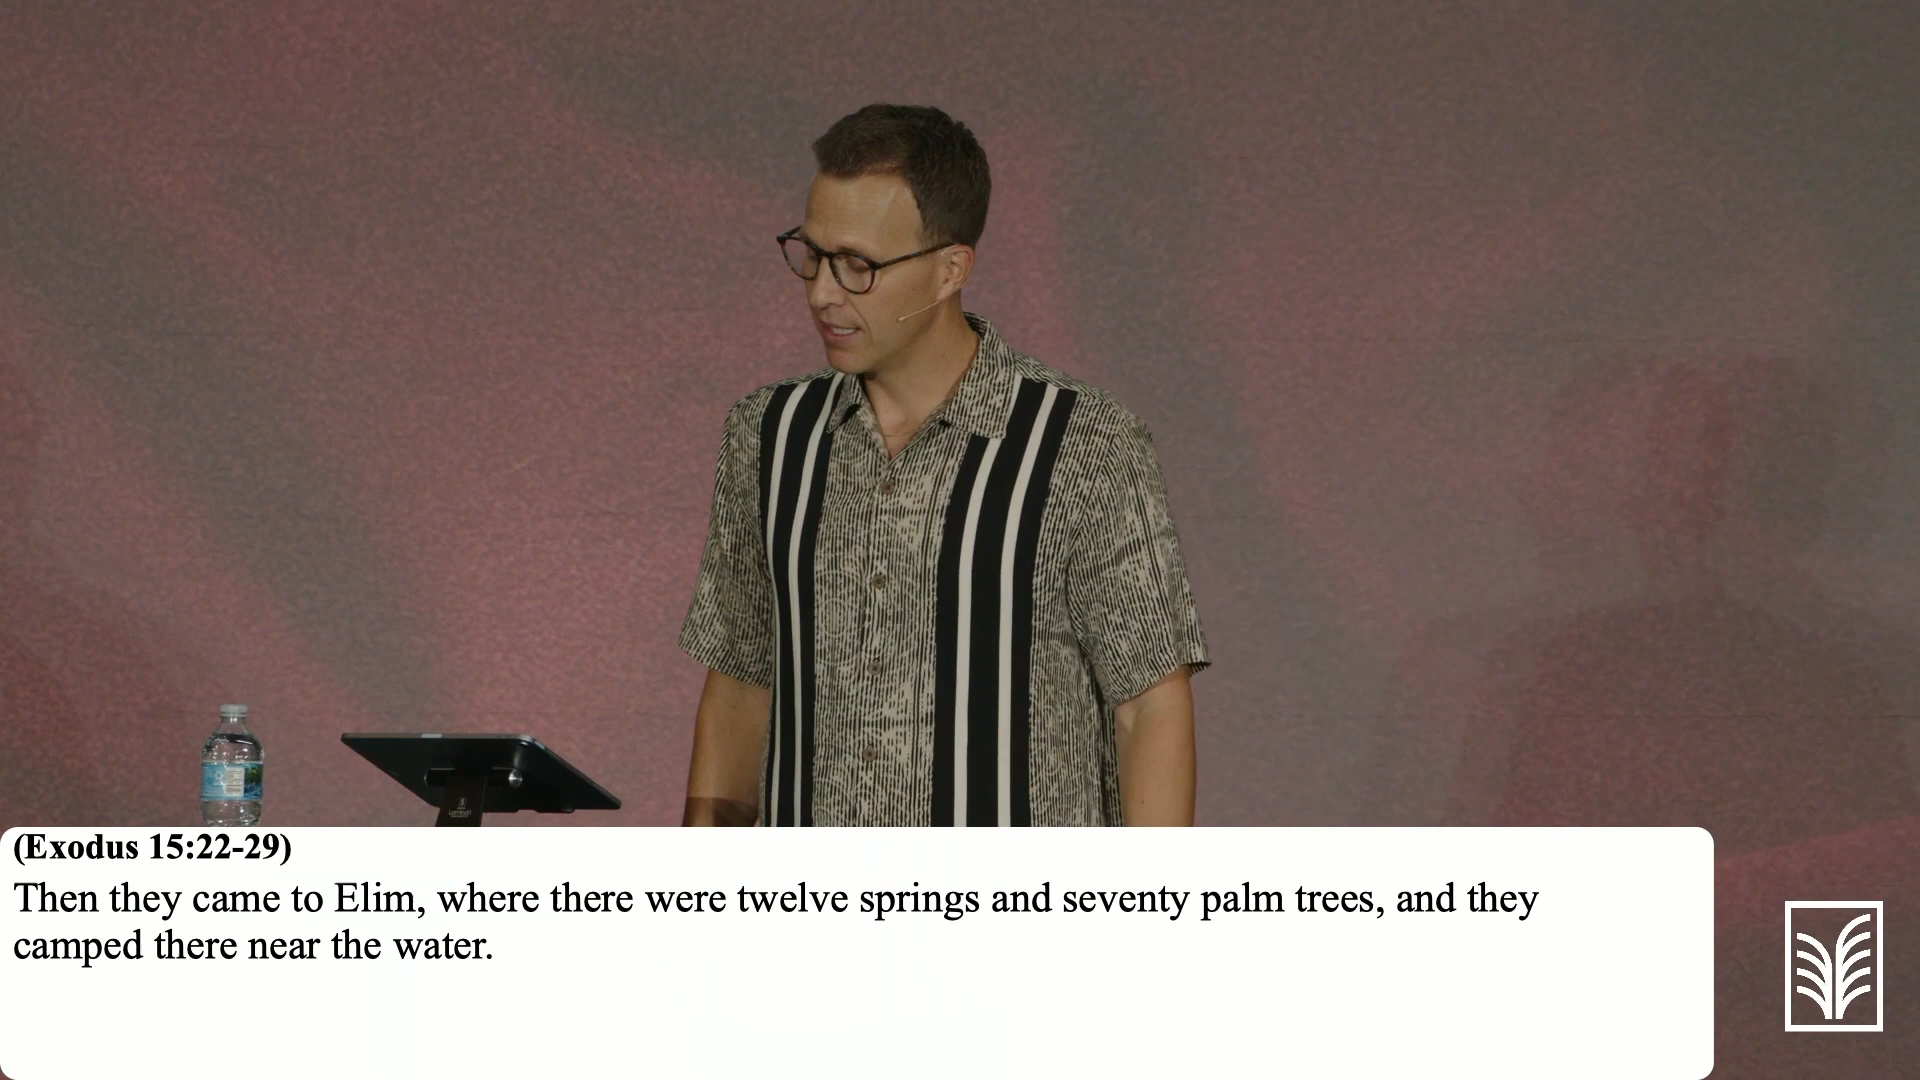 (Exodus 15:22-29)
Then they came to Elim, where there were twelve springs and seventy palm trees, and they
camped there near the water.